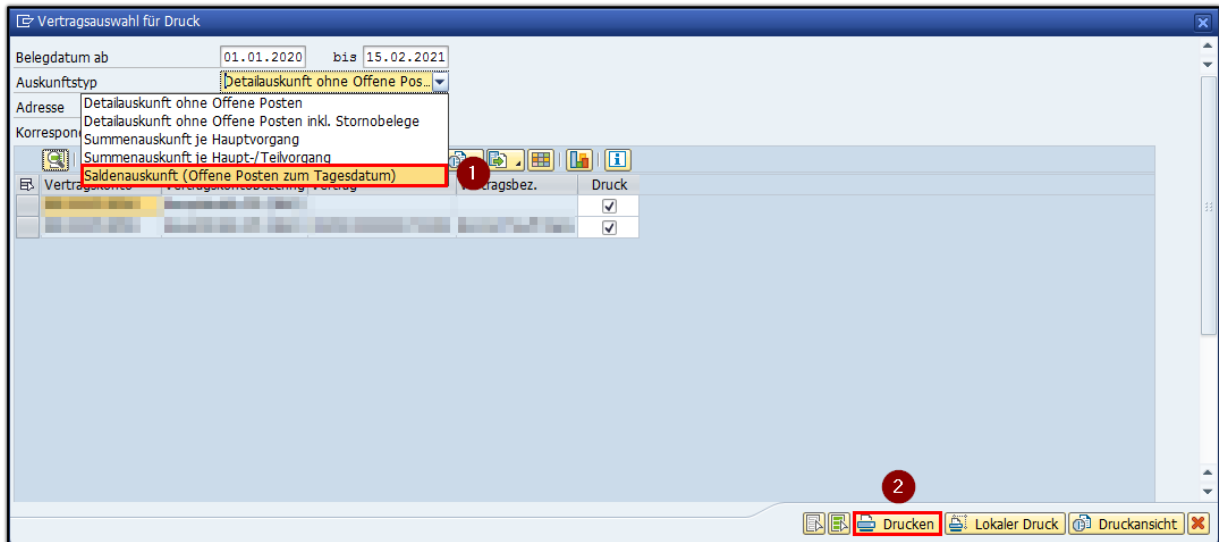 Vertragsauswahl für Druck
Belegdatum ab 01.01.2020 bis 15.02.2021
Auskunftstyp Detailauskunft ohne Offene Pos...
Adresse
Detailauskunft ohne Offene Posten
Detailauskunft ohne Offene Posten inkl. Stornobelege
Summenauskunft je Hauptvorgang
Summenauskunft je Haupt-/Teilvorgang
Saldenauskunft (Offene Posten zum Tagesdatum)
1
Druck
2
Drucken Lokaler Druck Druckansicht